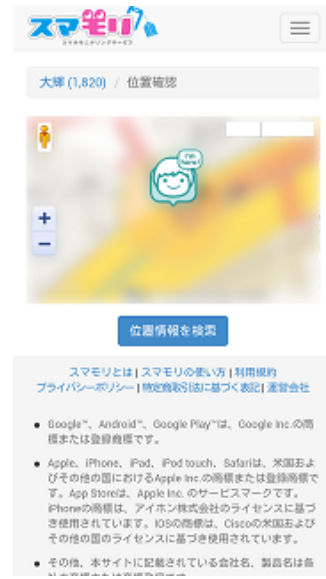 スマモリ
スマホモニタリングサービス
大輝 (1,820) / 位置確認
I'm here!
+
−
位置情報を検索
スマモリとは | スマモリの使い方 | 利用規約
プライバシーポリシー | 特定商取引法に基づく表記 | 運営会社
● Google™、Android™、Google Play™は、Google Inc.の商
標または登録商標です。
● Apple、iPhone、iPad、iPod touch、Safariは、米国およ
びその他の国におけるApple Inc.の商標または登録商標で
す。App Storeは、Apple Inc. のサービスマークです。
iPhoneの商標は、アイホン株式会社のライセンスに基づ
き使用されています。iOSの商標は、Ciscoの米国および
その他の国のライセンスに基づき使用されています。
● その他、本サイトに記載されている会社名、製品名は各